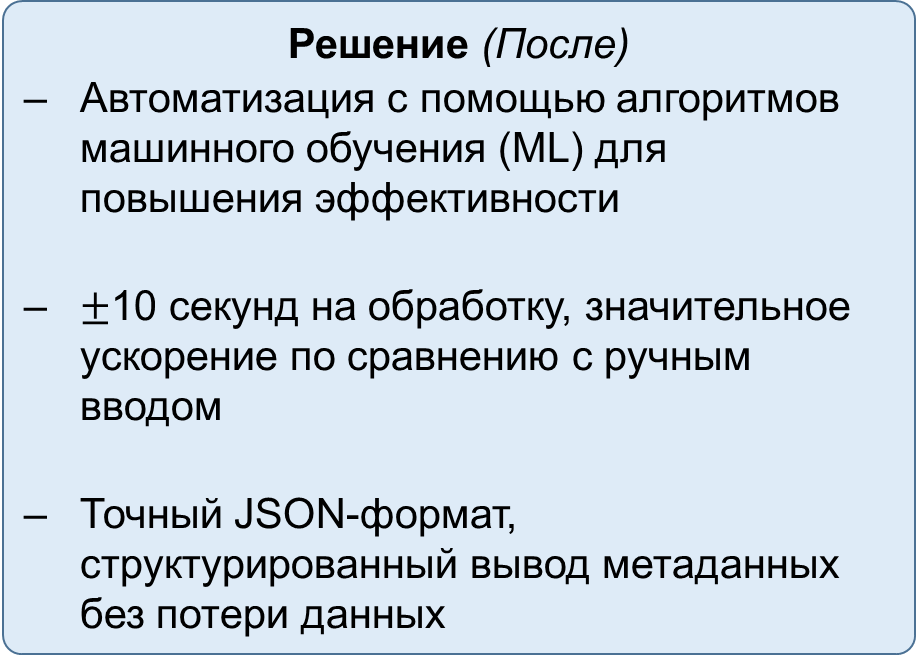 Решение (После)
– Автоматизация с помощью алгоритмов
машинного обучения (ML) для
повышения эффективности
– ±10 секунд на обработку, значительное
ускорение по сравнению с ручным
вводом
– Точный JSON-формат,
структурированный вывод метаданных
без потери данных